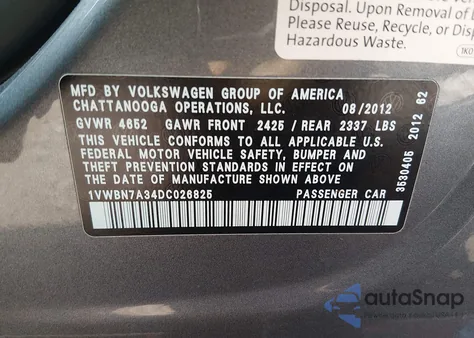 Disposal. Upon Removal of
Please Reuse, Recycle, or
Hazardous Waste.
1K0
MFD BY VOLKSWAGEN GROUP OF AMERICA
CHATTANOOGA OPERATIONS, LLC. 08/2012
GVWR 4652 GAWR FRONT 2425 / REAR 2337 LBS
THIS VEHICLE CONFORMS TO ALL APPLICABLE U.S.
FEDERAL MOTOR VEHICLE SAFETY, BUMPER AND
THEFT PREVENTION STANDARDS IN EFFECT ON
THE DATE OF MANUFACTURE SHOWN ABOVE.
1VWBN7A34DC026825 PASSENGER CAR
3530405 2012 62
autoSnap